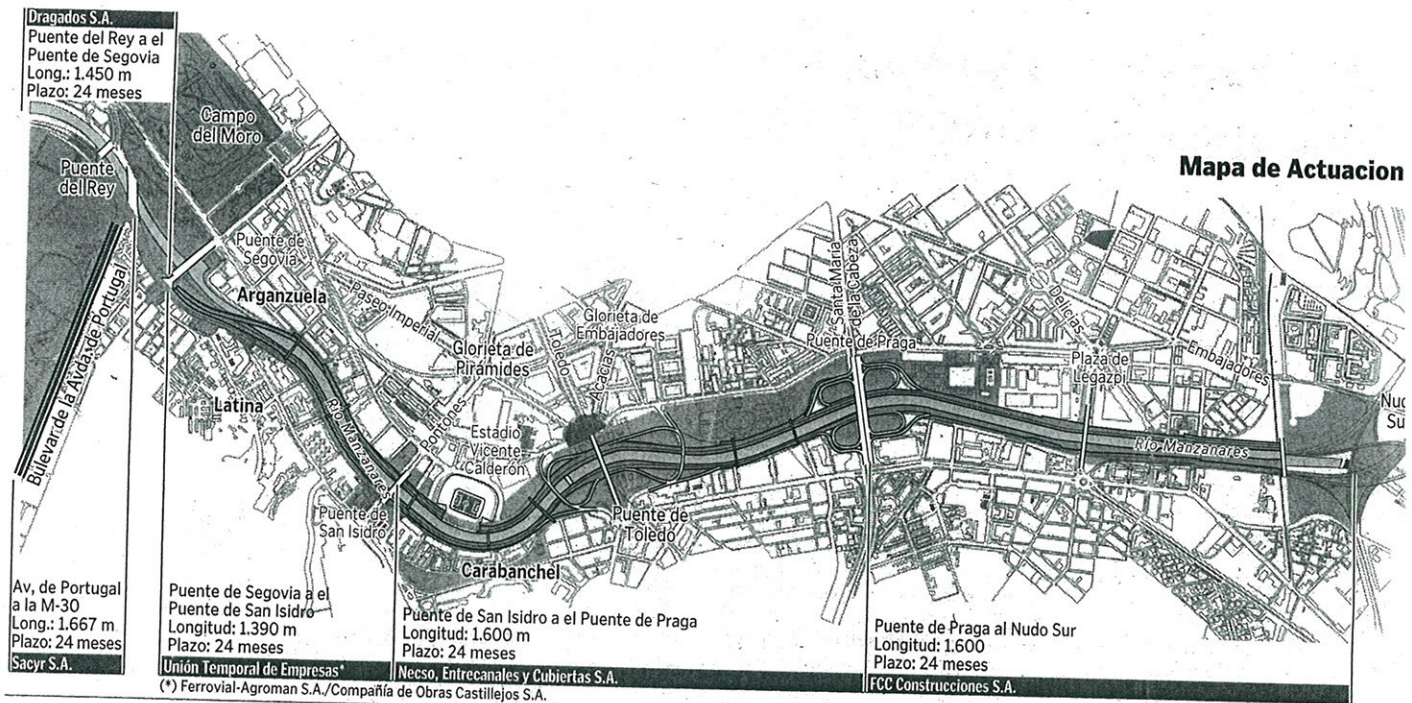 Dragados S.A.
Puente del Rey a el
Puente de Segovia
Long.: 1.450 m
Plazo: 24 meses
Mapa de Actuacion
Campo
del Moro
Puente
del Rey
Puente de
Segovia
Bulevar de la Avda. de Portugal
Arganzuela
Paseo Imperial
Latina
Río Manzanares
Glorieta de
Pirámides
Pontones
Toledo
Acacias
Glorieta de
Embajadores
Estadio
Vicente
Calderón
Puente de
San Isidro
Carabanchel
Puente de
Toledo
Santa María
de la Cabeza
Puente de Praga
Delicias
Plaza de
Legazpi
Embajadores
Río Manzanares
Av, de Portugal
a la M-30
Long.: 1.667 m
Plazo: 24 meses
Sacyr S.A.
Puente de Segovia a el
Puente de San Isidro
Longitud: 1.390 m
Plazo: 24 meses
Unión Temporal de Empresas*
Puente de San Isidro a el Puente de Praga
Longitud: 1.600 m
Plazo: 24 meses
Necso, Entrecanales y Cubiertas S.A.
Puente de Praga al Nudo Sur
Longitud: 1.600
Plazo: 24 meses
FCC Construcciones S.A.
(*) Ferrovial-Agroman S.A./Compañía de Obras Castillejos S.A.